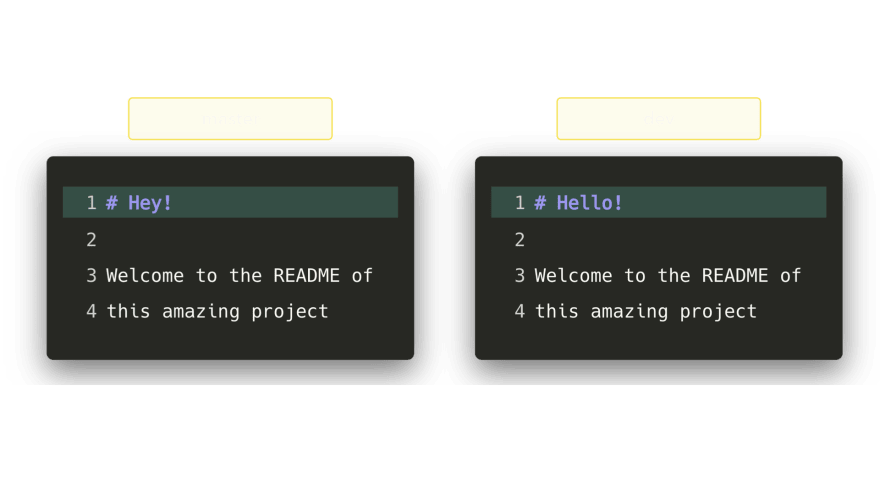 1 # Hey!
2
3 Welcome to the README of
4 this amazing project
1 # Hello!
2
3 Welcome to the README of
4 this amazing project